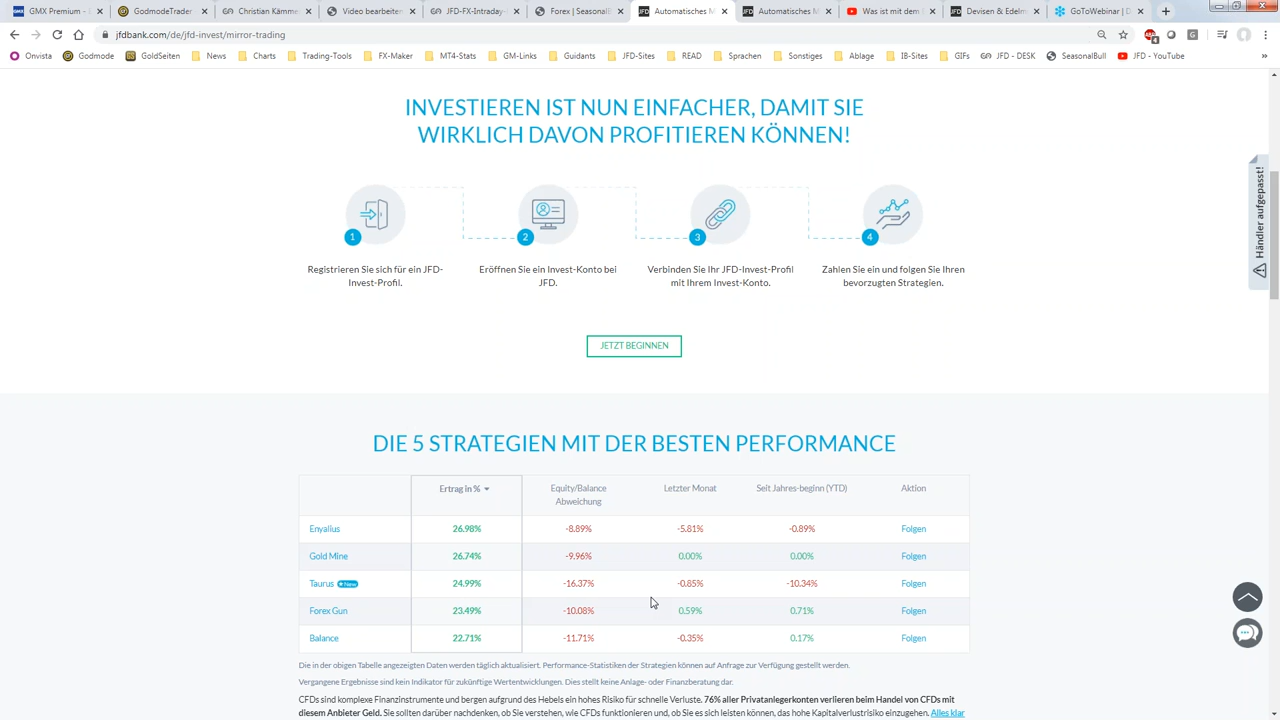 GMX Premium - E
GodmodeTrader
Christian Kämme
Video bearbeiten
JFD-FX-Intraday-
Forex | Seasonal
Automatisches M
Automatisches M
Was ist mit dem
Devisen & Edelm
GoToWebinar | D
jfdbank.com/de/jfd-invest/mirror-trading
Onvista Godmode GoldSeiten News Charts Trading-Tools FX-Maker MT4-Stats GM-Links Guidants JFD-Sites READ Sprachen Sonstiges Ablage IB-Sites GIFs JFD - DESK SeasonalBull JFD - YouTube »
INVESTIEREN IST NUN EINFACHER, DAMIT SIE
WIRKLICH DAVON PROFITIEREN KÖNNEN!
Händler aufgepasst!
1 2 3 4
Registrieren Sie sich für ein JFD-
Invest-Profil.
Eröffnen Sie ein Invest-Konto bei
JFD.
Verbinden Sie Ihr JFD-Invest-Profil
mit Ihrem Invest-Konto.
Zahlen Sie ein und folgen Sie Ihren
bevorzugten Strategien.
JETZT BEGINNEN
DIE 5 STRATEGIEN MIT DER BESTEN PERFORMANCE
Ertrag in %
Equity/Balance
Abweichung
Letzter Monat
Seit Jahres-beginn (YTD)
Aktion
Enyalius 26.98% -8.89% -5.81% -0.89% Folgen
Gold Mine 26.74% -9.96% 0.00% 0.00% Folgen
Taurus New 24.99% -16.37% -0.85% -10.34% Folgen
Forex Gun 23.49% -10.08% 0.59% 0.71% Folgen
Balance 22.71% -11.71% -0.35% 0.17% Folgen
Die in der obigen Tabelle angezeigten Daten werden täglich aktualisiert. Performance-Statistiken der Strategien können auf Anfrage zur Verfügung gestellt werden.
Vergangene Ergebnisse sind kein Indikator für zukünftige Wertentwicklungen. Dies stellt keine Anlage- oder Finanzberatung dar.
CFDs sind komplexe Finanzinstrumente und bergen aufgrund des Hebels ein hohes Risiko für schnelle Verluste. 76% aller Privatanlegerkonten verlieren beim Handel von CFDs mit
diesem Anbieter Geld. Sie sollten darüber nachdenken, ob Sie verstehen, wie CFDs funktionieren und, ob Sie es sich leisten können, das hohe Kapitalverlustrisiko einzugehen. Alles klar